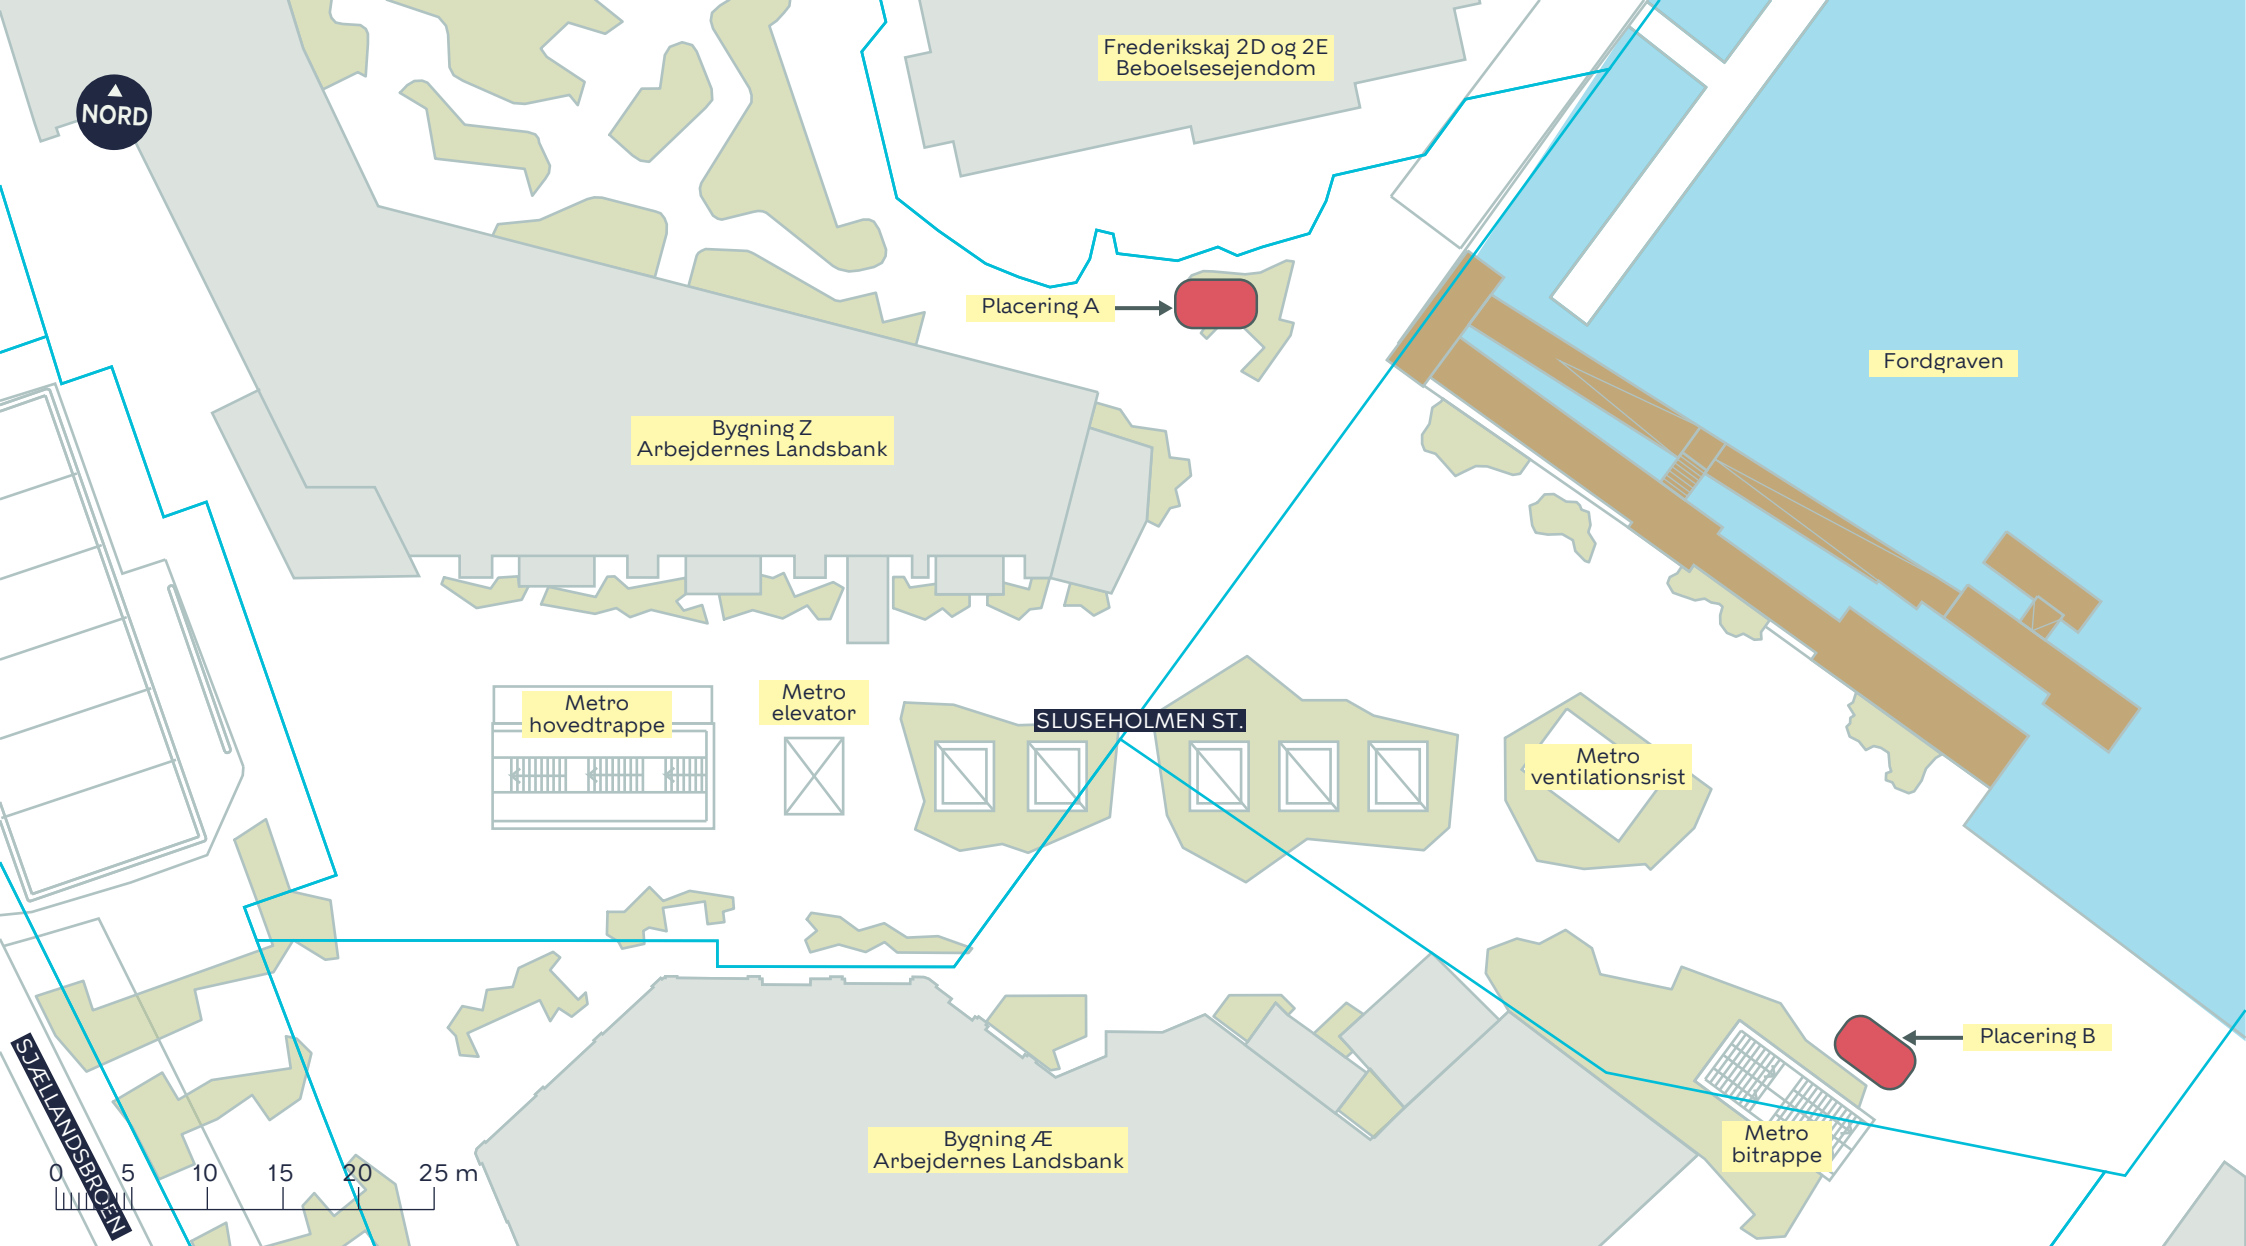 Frederikskaj 2D og 2E
Beboelsesejendom
NORD
Placering A
Fordgraven
Bygning Z
Arbejdernes Landsbank
Metro
hovedtrappe
Metro
elevator
SLUSEHOLMEN ST.
Metro
ventilationsrist
Placering B
Bygning Æ
Arbejdernes Landsbank
Metro
bitrappe
SJÆLLANDSBROEN
0 5 10 15 20 25 m